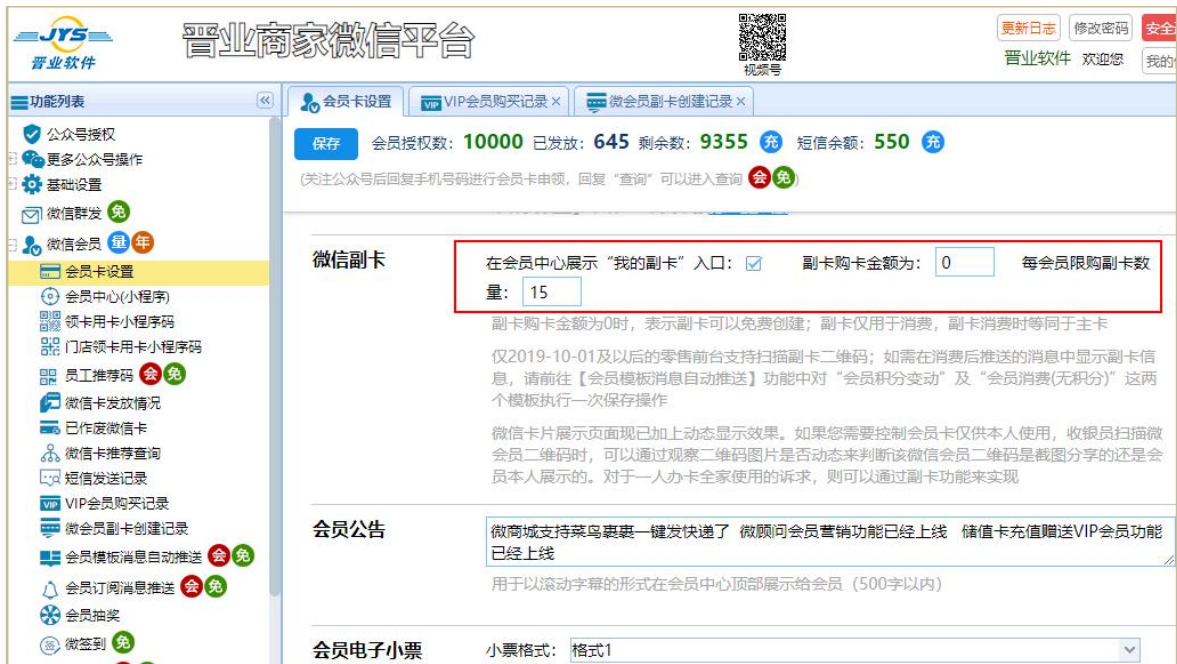 JYS
晋业软件
晋业商家微信平台
视频号
更新日志 修改密码 安全
晋业软件 欢迎您 我的
功能列表
会员卡设置 VIP会员购买记录 × 微会员副卡创建记录 ×
公众号授权
更多公众号操作
基础设置
微信群发 免
微信会员 量 年
会员卡设置
会员中心(小程序)
领卡用卡小程序码
门店领卡用卡小程序码
员工推荐码 会 免
微信卡发放情况
已作废微信卡
微信卡推荐查询
短信发送记录
VIP会员购买记录
微会员副卡创建记录
会员模板消息自动推送 会 免
会员订阅消息推送 会 免
会员抽奖
微签到 免
保存 会员授权数：10000 已发放：645 剩余数：9355 充 短信余额：550 充
(关注公众号后回复手机号码进行会员卡申领，回复“查询”可以进入查询 会 免)
微信副卡
在会员中心展示“我的副卡”入口： 副卡购卡金额为： 0 每会员限购副卡数
量： 15
副卡购卡金额为0时，表示副卡可以免费创建；副卡仅用于消费，副卡消费时等同于主卡
仅2019-10-01及以后的零售前台支持扫描副卡二维码；如需在消费后推送的消息中显示副卡信
息，请前往【会员模板消息自动推送】功能中对“会员积分变动”及“会员消费(无积分)”这两
个模板执行一次保存操作
微信卡片展示页面现已加上动态显示效果。如果您需要控制会员卡仅供本人使用，收银员扫描微
会员二维码时，可以通过观察二维码图片是否动态来判断该微信会员二维码是截图分享的还是会
员本人展示的。对于一人办卡全家使用的诉求，则可以通过副卡功能来实现
会员公告
微商城支持菜鸟裹裹一键发快递了 微顾问会员营销功能已经上线 储值卡充值赠送VIP会员功能
已经上线
用于以滚动字幕的形式在会员中心顶部展示给会员（500字以内）
会员电子小票
小票格式： 格式1